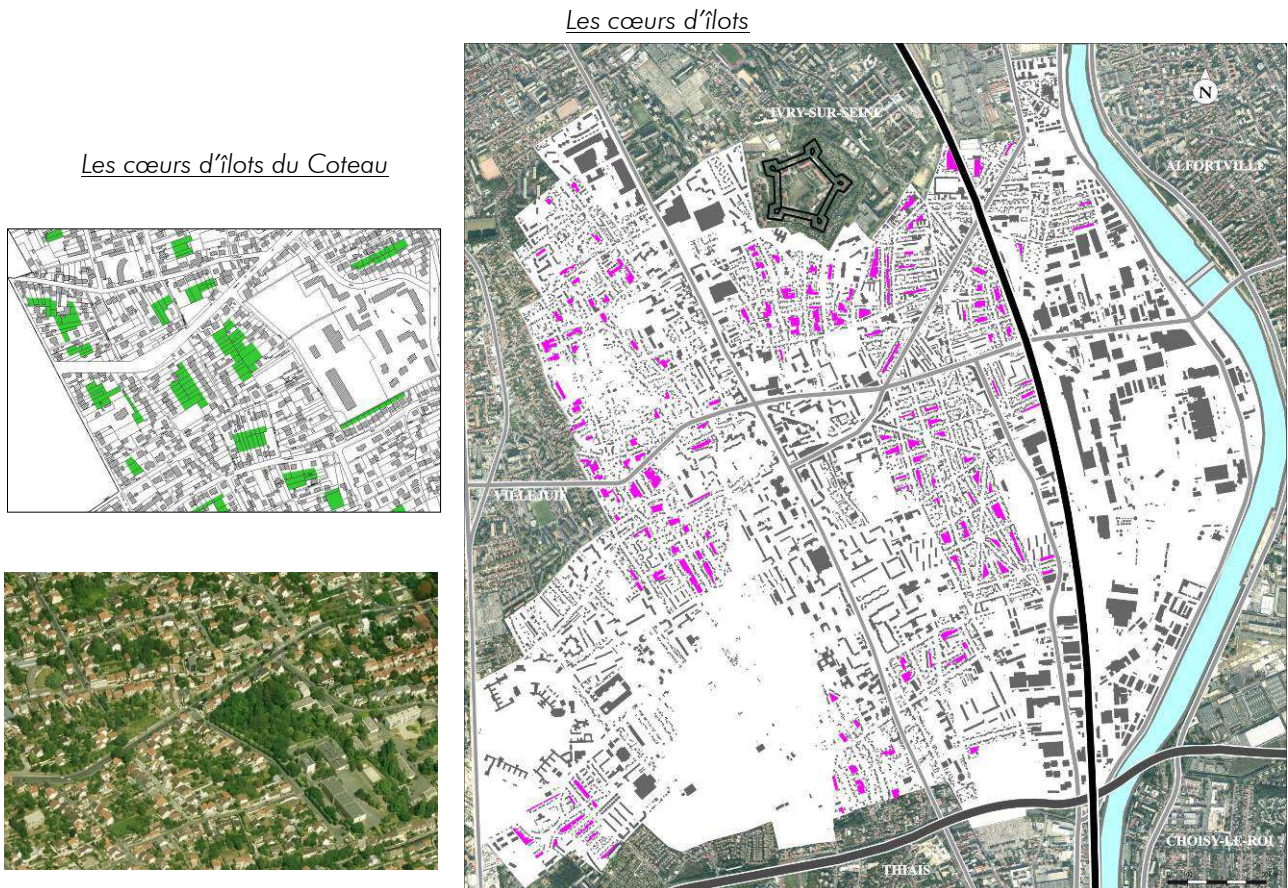 Les cœurs d'îlots
Les cœurs d'îlots du Coteau
IVRY-SUR-SEINE
N
ALFORTVILLE
VILLEJUIF
CHOISY-LE-ROI
THIAIS